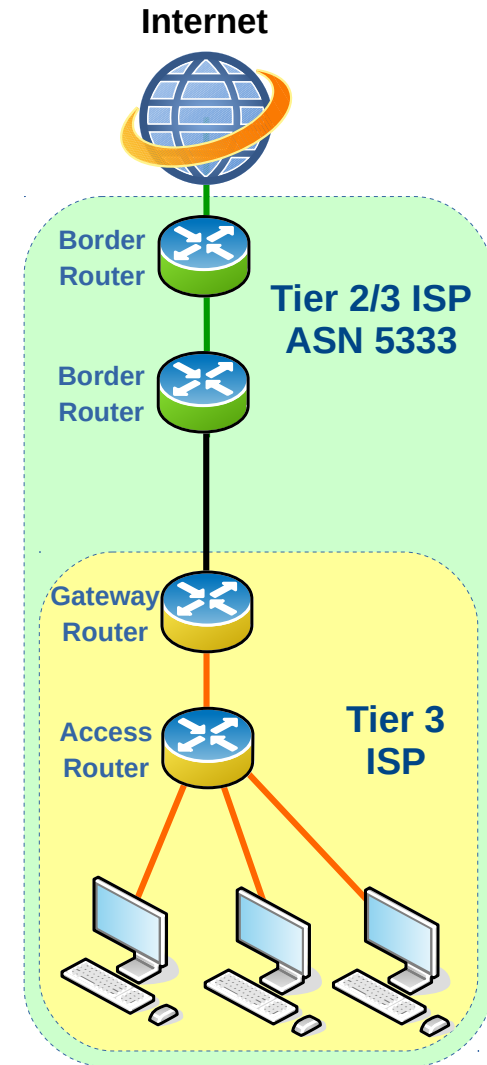 Internet
Border
Router
Tier 2/3 ISP
ASN 5333
Border
Router
Gateway
Router
Access
Router
Tier 3
ISP